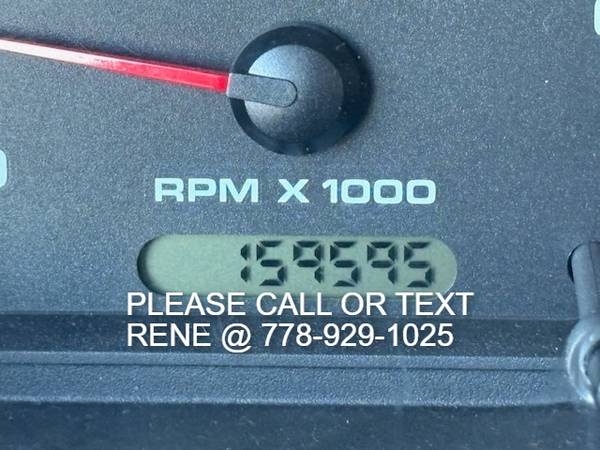 RPM X 1000
159595
PLEASE CALL OR TEXT
RENE @ 778-929-1025